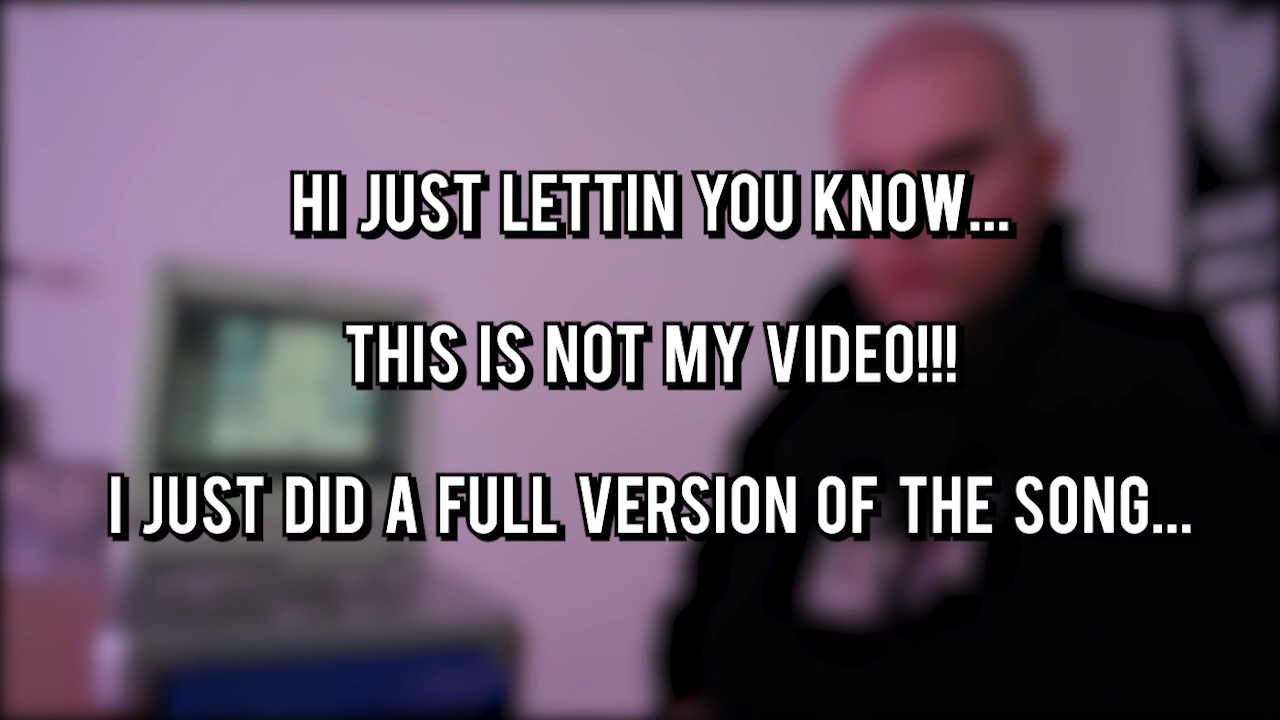 HI JUST LETTIN YOU KNOW...
THIS IS NOT MY VIDEO!!!
I JUST DID A FULL VERSION OF THE SONG...